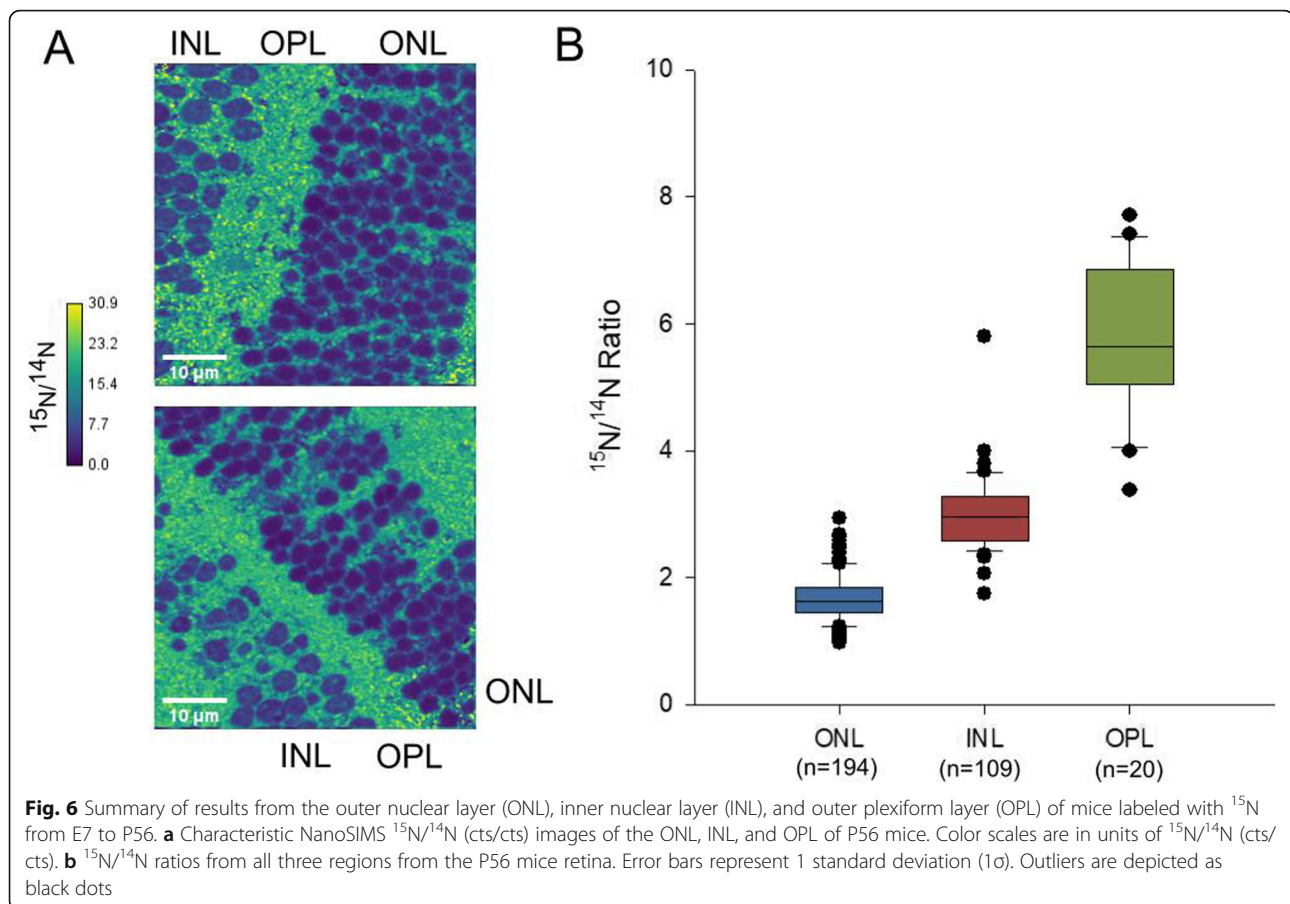 A
INL OPL ONL
10 μm
¹⁵N/¹⁴N
30.9
23.2
15.4
7.7
0.0
10 μm
ONL
INL OPL
B
¹⁵N/¹⁴N Ratio
10
8
6
4
2
0
ONL INL OPL
(n=194) (n=109) (n=20)
Fig. 6 Summary of results from the outer nuclear layer (ONL), inner nuclear layer (INL), and outer plexiform layer (OPL) of mice labeled with ¹⁵N
from E7 to P56. a Characteristic NanoSIMS ¹⁵N/¹⁴N (cts/cts) images of the ONL, INL, and OPL of P56 mice. Color scales are in units of ¹⁵N/¹⁴N (cts/
cts). b ¹⁵N/¹⁴N ratios from all three regions from the P56 mice retina. Error bars represent 1 standard deviation (1σ). Outliers are depicted as
black dots